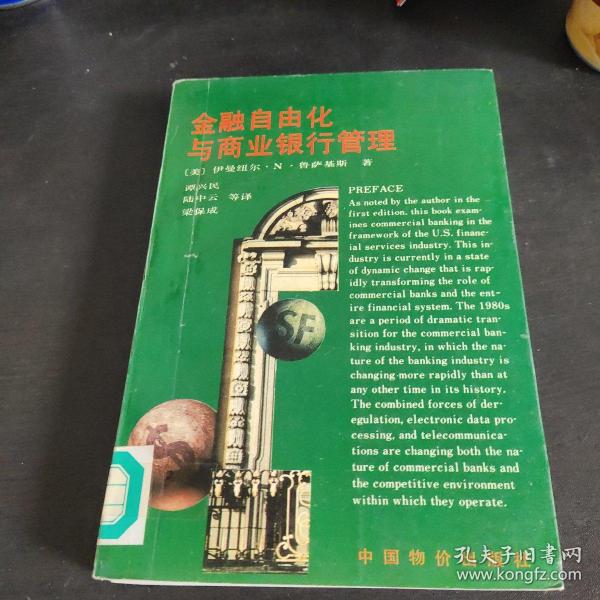 金融自由化
与商业银行管理
〔美〕伊曼纽尔·N·鲁萨基斯 著
谭兴民
陆中云 等译
梁保成
PREFACE
As noted by the author in the
first edition, this book exam-
ines commercial banking in the
framework of the U.S. financ-
ial services industry. This in-
dustry is currently in a state
of dynamic change that is rap-
idly transforming the role of
commercial banks and the ent-
ire financial system. The 1980s
are a period of dramatic tran-
sition for the commercial ban-
king industry, in which the na-
ture of the banking industry is
changing-more rapidly than at
any other time in its history.
The combined forces of der-
egulation, electronic data pro-
cessing, and telecommunica-
tions are changing both the na-
ture of commercial banks and
the competitive environment
within which they operate.
SF
中国物价出版社
孔夫子旧书网
www.kongfz.com